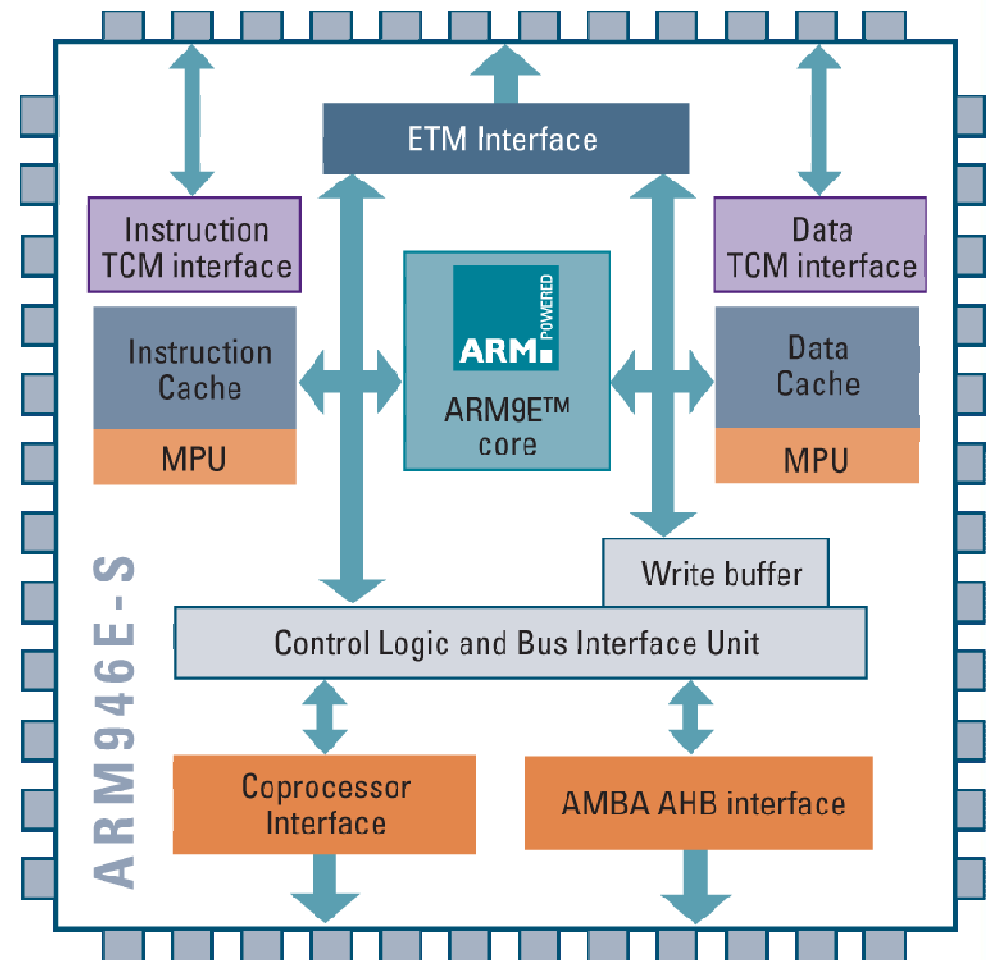 ETM Interface
Instruction
TCM interface
Data
TCM interface
Instruction
Cache
MPU
ARM POWERED
ARM9E™
core
Data
Cache
MPU
Write buffer
Control Logic and Bus Interface Unit
Coprocessor
Interface
AMBA AHB interface
ARM946E-S